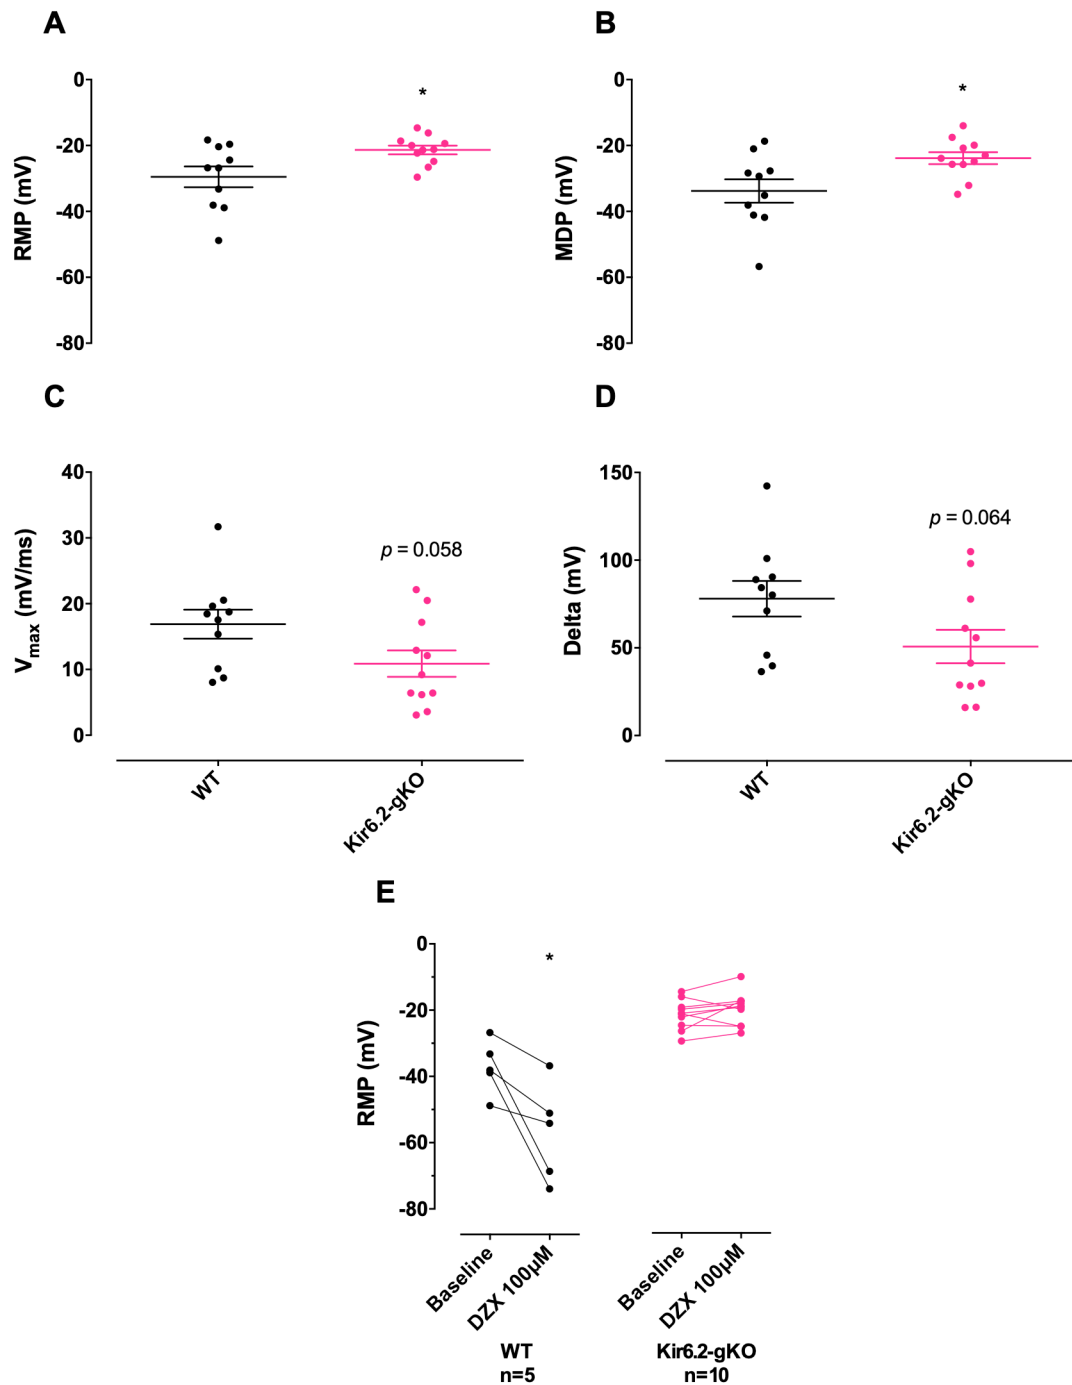 A
B
0
-20
-40
-60
-80
RMP (mV)
*
0
-20
-40
-60
-80
MDP (mV)
*
C
D
40
30
20
10
0
Vmax (mV/ms)
p = 0.058
WT
Kir6.2-gKO
150
100
50
0
Delta (mV)
p = 0.064
WT
Kir6.2-gKO
E
0
-20
-40
-60
-80
RMP (mV)
*
Baseline
DZX 100µM
Baseline
DZX 100µM
WT
n=5
Kir6.2-gKO
n=10